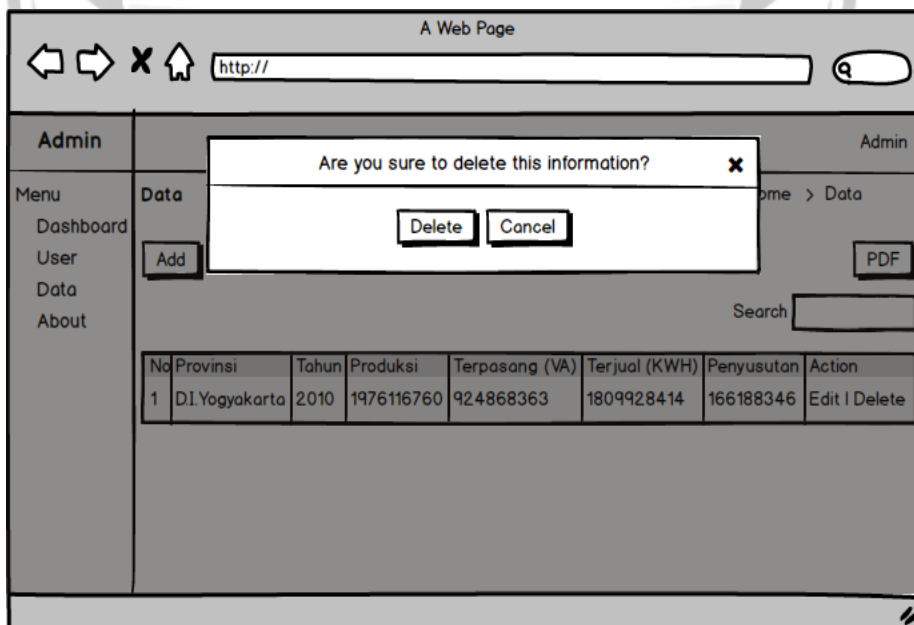 A Web Page
http://
Admin
Admin
Are you sure to delete this information?
Delete Cancel
Menu
Dashboard
User
Data
About
Data
ome > Data
Add
PDF
Search
No Provinsi Tahun Produksi Terpasang (VA) Terjual (KWH) Penyusutan Action
1 D.I.Yogyakarta 2010 1976116760 924868363 1809928414 166188346 Edit | Delete